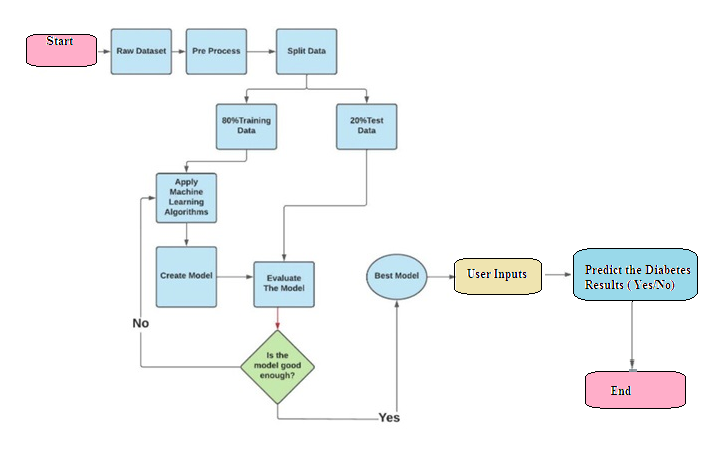 Start
Raw Dataset
Pre Process
Split Data
80%Training
Data
20%Test
Data
Apply
Machine
Learning
Algorithms
Create Model
Evaluate
The Model
Best Model
User Inputs
Predict the Diabetes
Results ( Yes/No)
No
Is the
model good
enough?
Yes
End